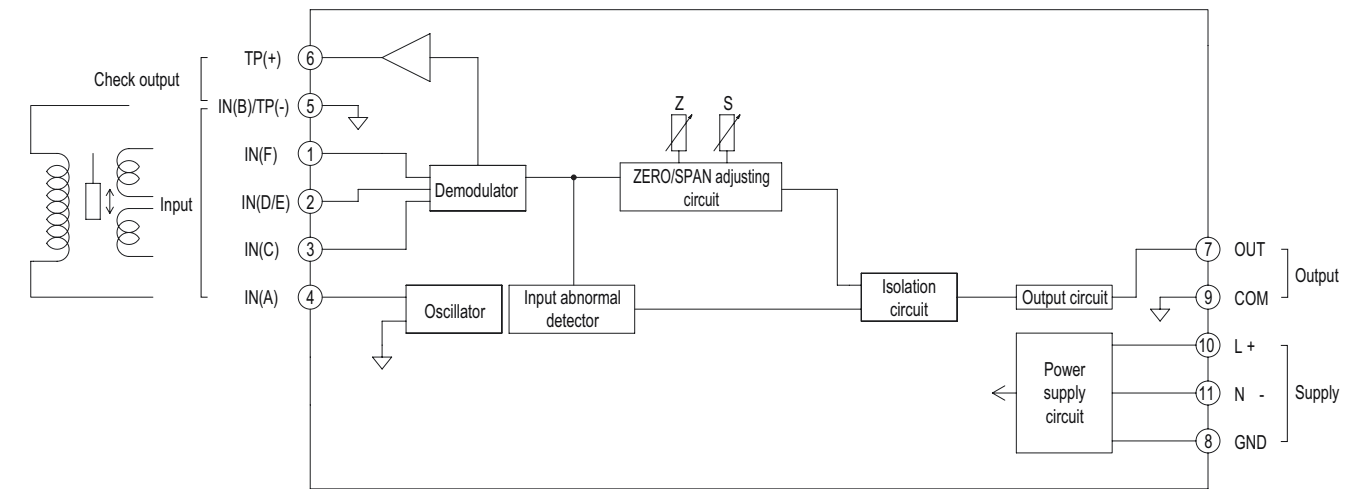 TP(+) 6
Check output
IN(B)/TP(-) 5
IN(F) 1
IN(D/E) 2
Input
IN(C) 3
IN(A) 4
Z S
Demodulator
ZERO/SPAN adjusting
circuit
Oscillator
Input abnormal
detector
Isolation
circuit
Output circuit
7 OUT
9 COM
Output
Power
supply
circuit
10 L +
11 N -
8 GND
Supply